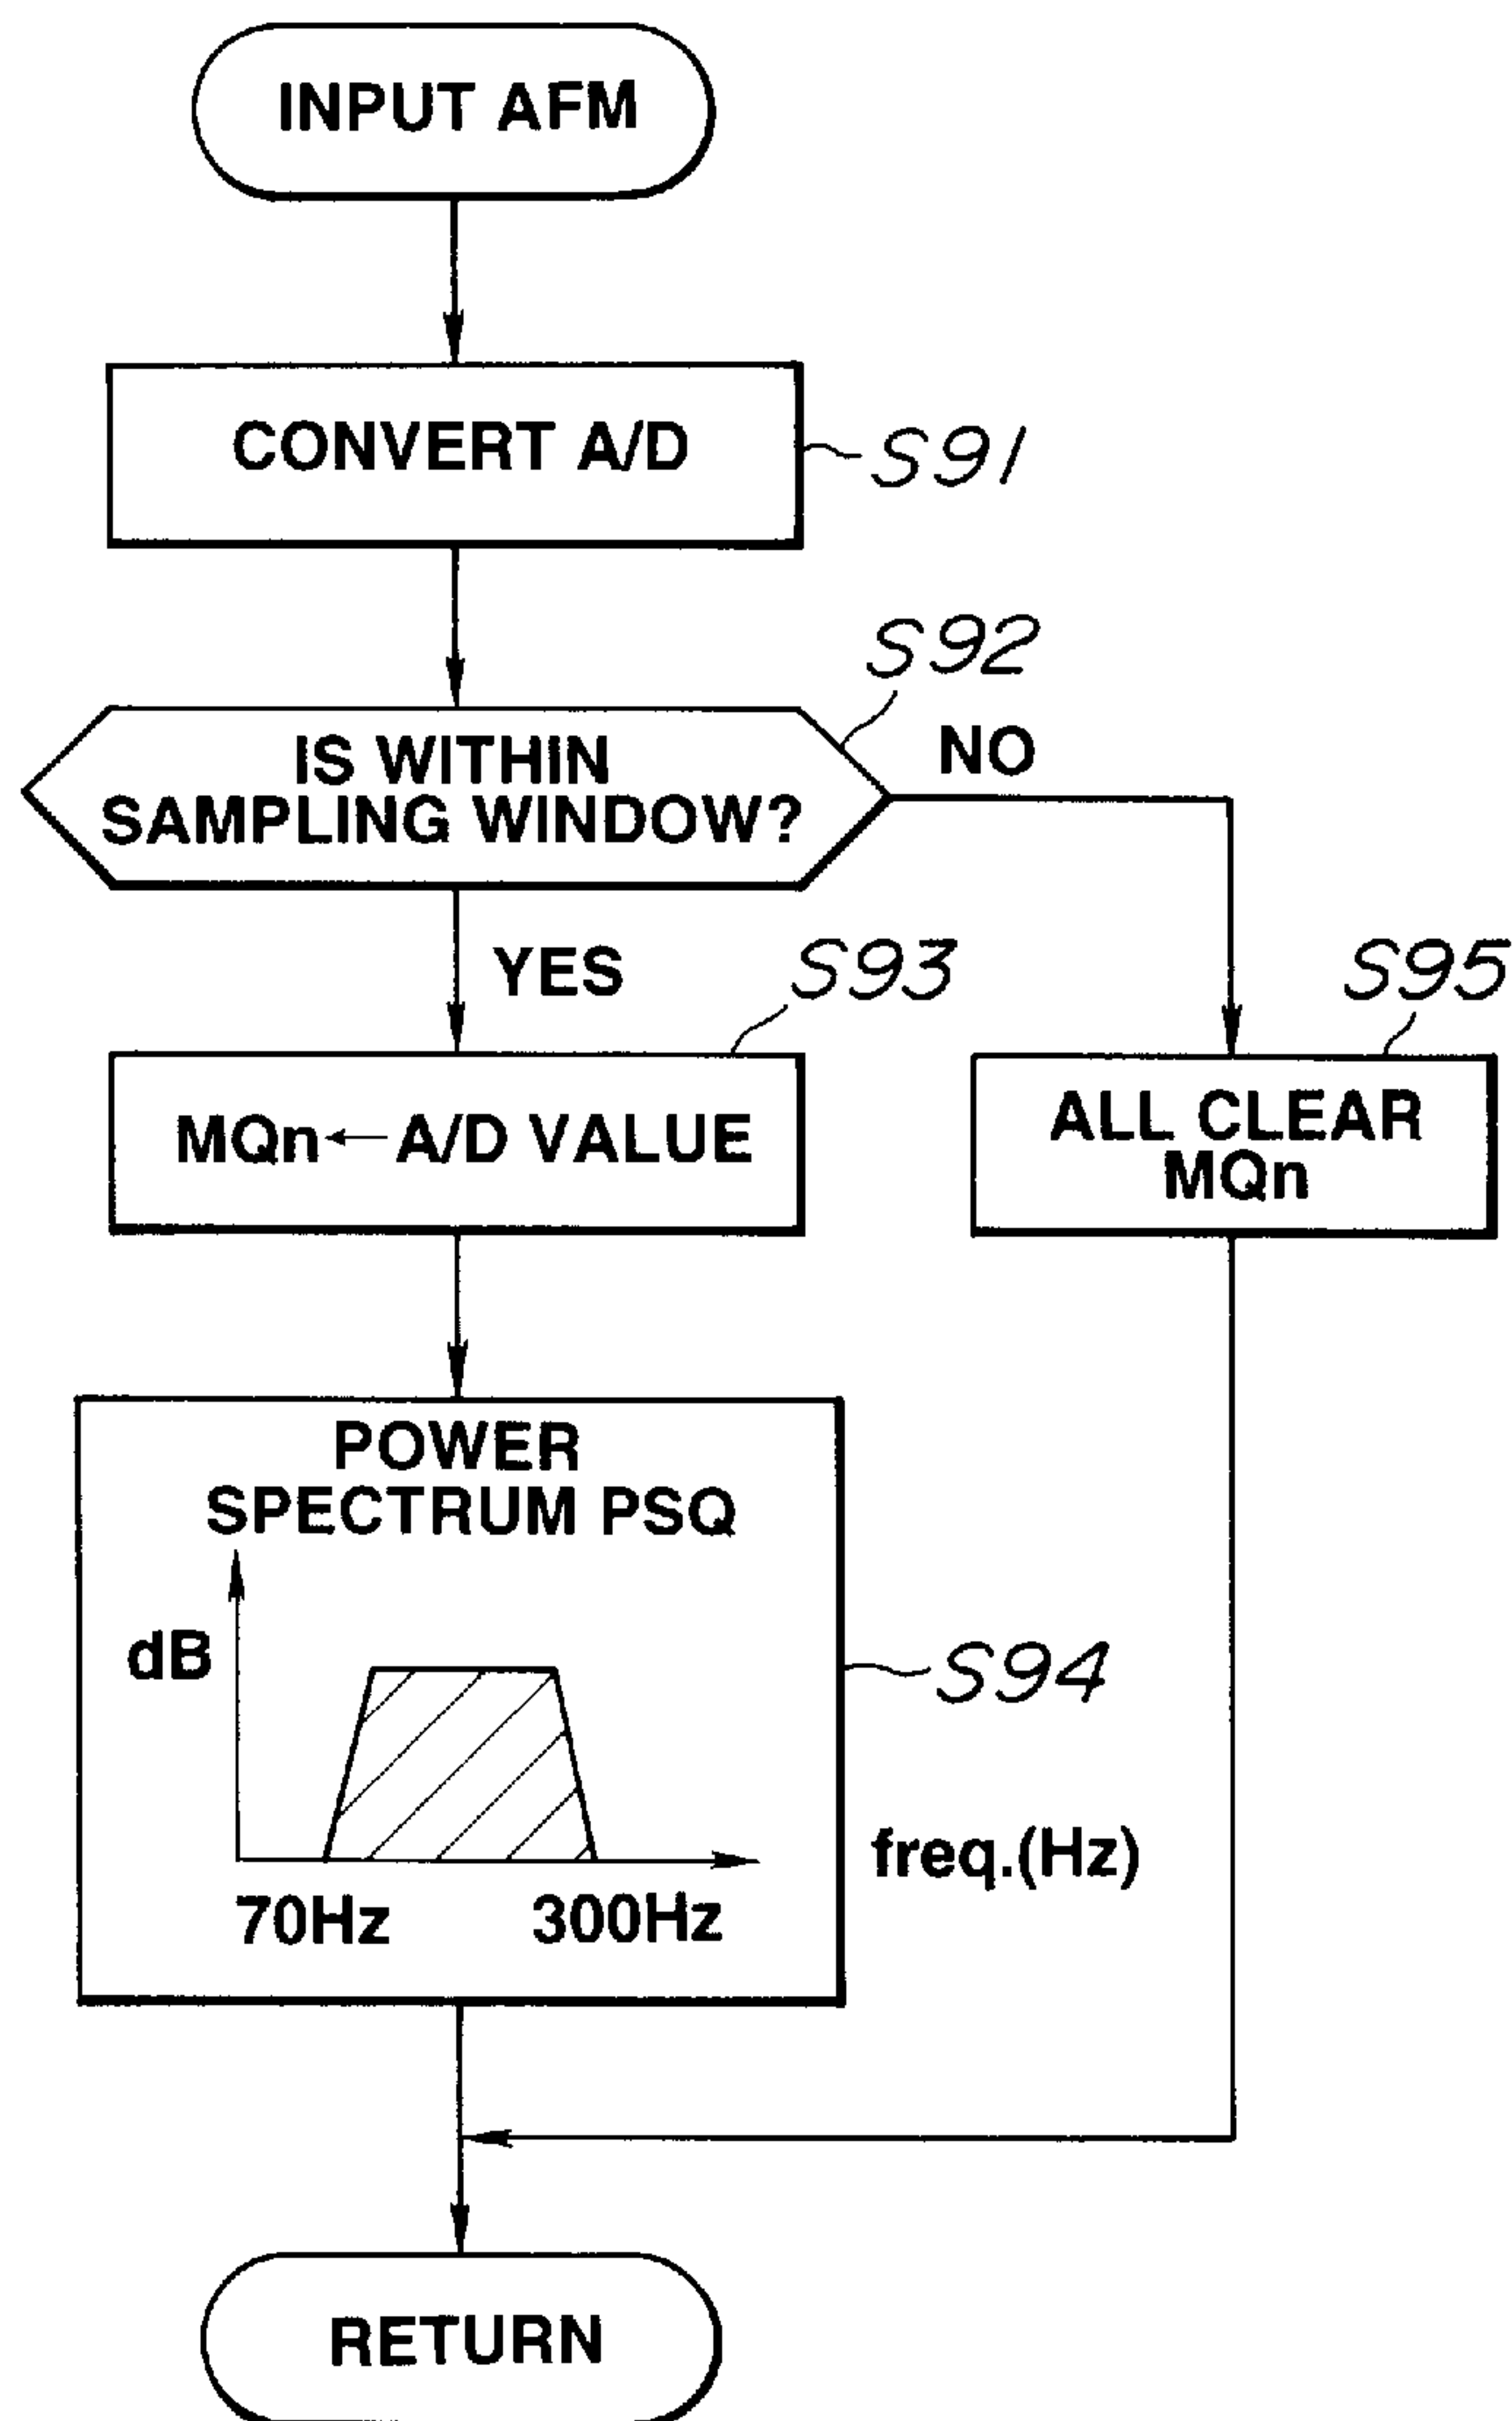 INPUT AFM
CONVERT A/D
S91
S92
IS WITHIN
SAMPLING WINDOW?
NO
YES
S93
S95
MQn ← A/D VALUE
ALL CLEAR
MQn
POWER
SPECTRUM PSQ
dB
S94
freq.(Hz)
70Hz
300Hz
RETURN